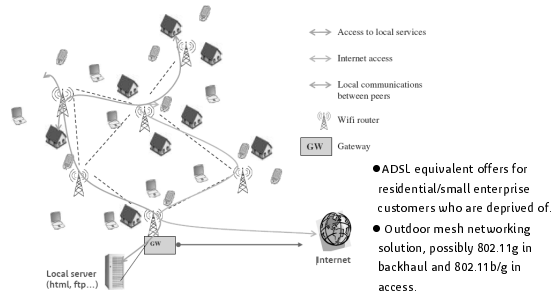 Access to local services
Internet access
Local communications
between peers
Wifi router
GW Gateway
●ADSL equivalent offers for
residential/small enterprise
customers who are deprived of.
● Outdoor mesh networking
solution, possibly 802.11g in
backhaul and 802.11b/g in
access.
GW
Internet
Local server
(html, ftp...)